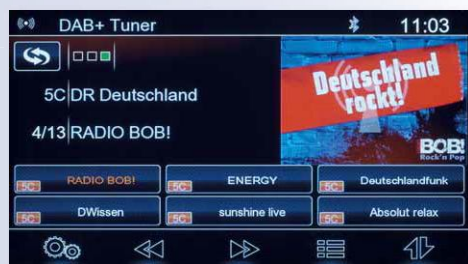 DAB+ Tuner 11:03
5C DR Deutschland
4/13 RADIO BOB!
Deutschland
rockt!
BOB!
Rock'n Pop
5C RADIO BOB! 5C ENERGY 5C Deutschlandfunk
5C DWissen 5C sunshine live 5C Absolut relax